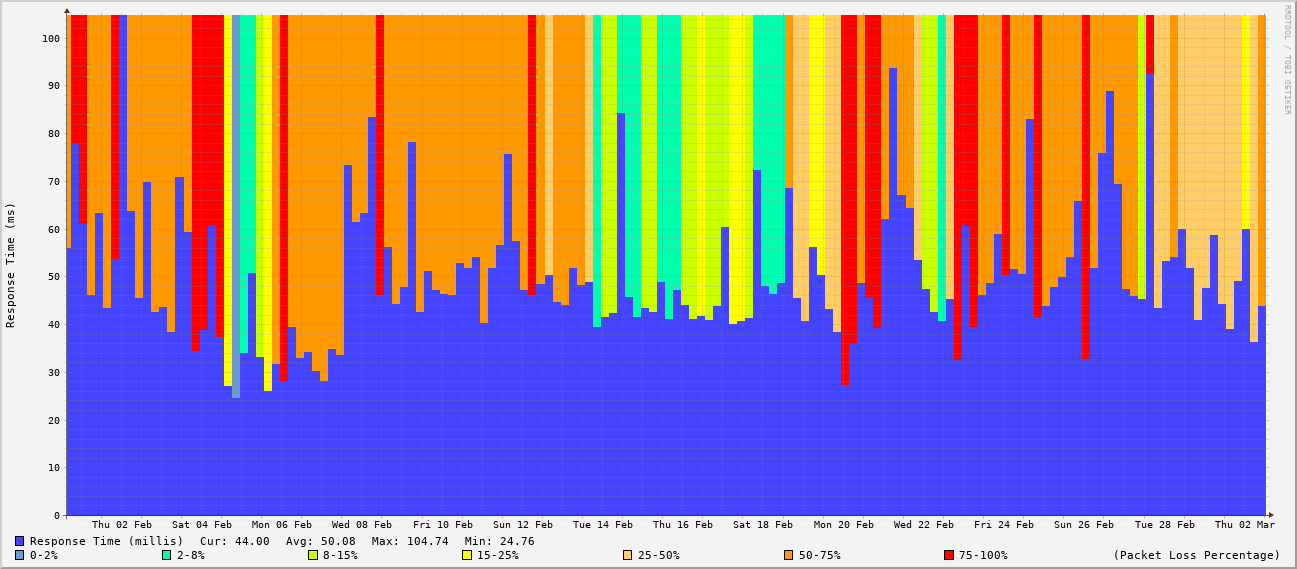 RRDTOOL / TOBI OETIKER
Response Time (ms)
100
90
80
70
60
50
40
30
20
10
0
Thu 02 Feb Sat 04 Feb Mon 06 Feb Wed 08 Feb Fri 10 Feb Sun 12 Feb Tue 14 Feb Thu 16 Feb Sat 18 Feb Mon 20 Feb Wed 22 Feb Fri 24 Feb Sun 26 Feb Tue 28 Feb Thu 02 Mar
Response Time (millis) Cur: 44.00 Avg: 50.08 Max: 104.74 Min: 24.76
0-2% 2-8% 8-15% 15-25% 25-50% 50-75% 75-100% (Packet Loss Percentage)